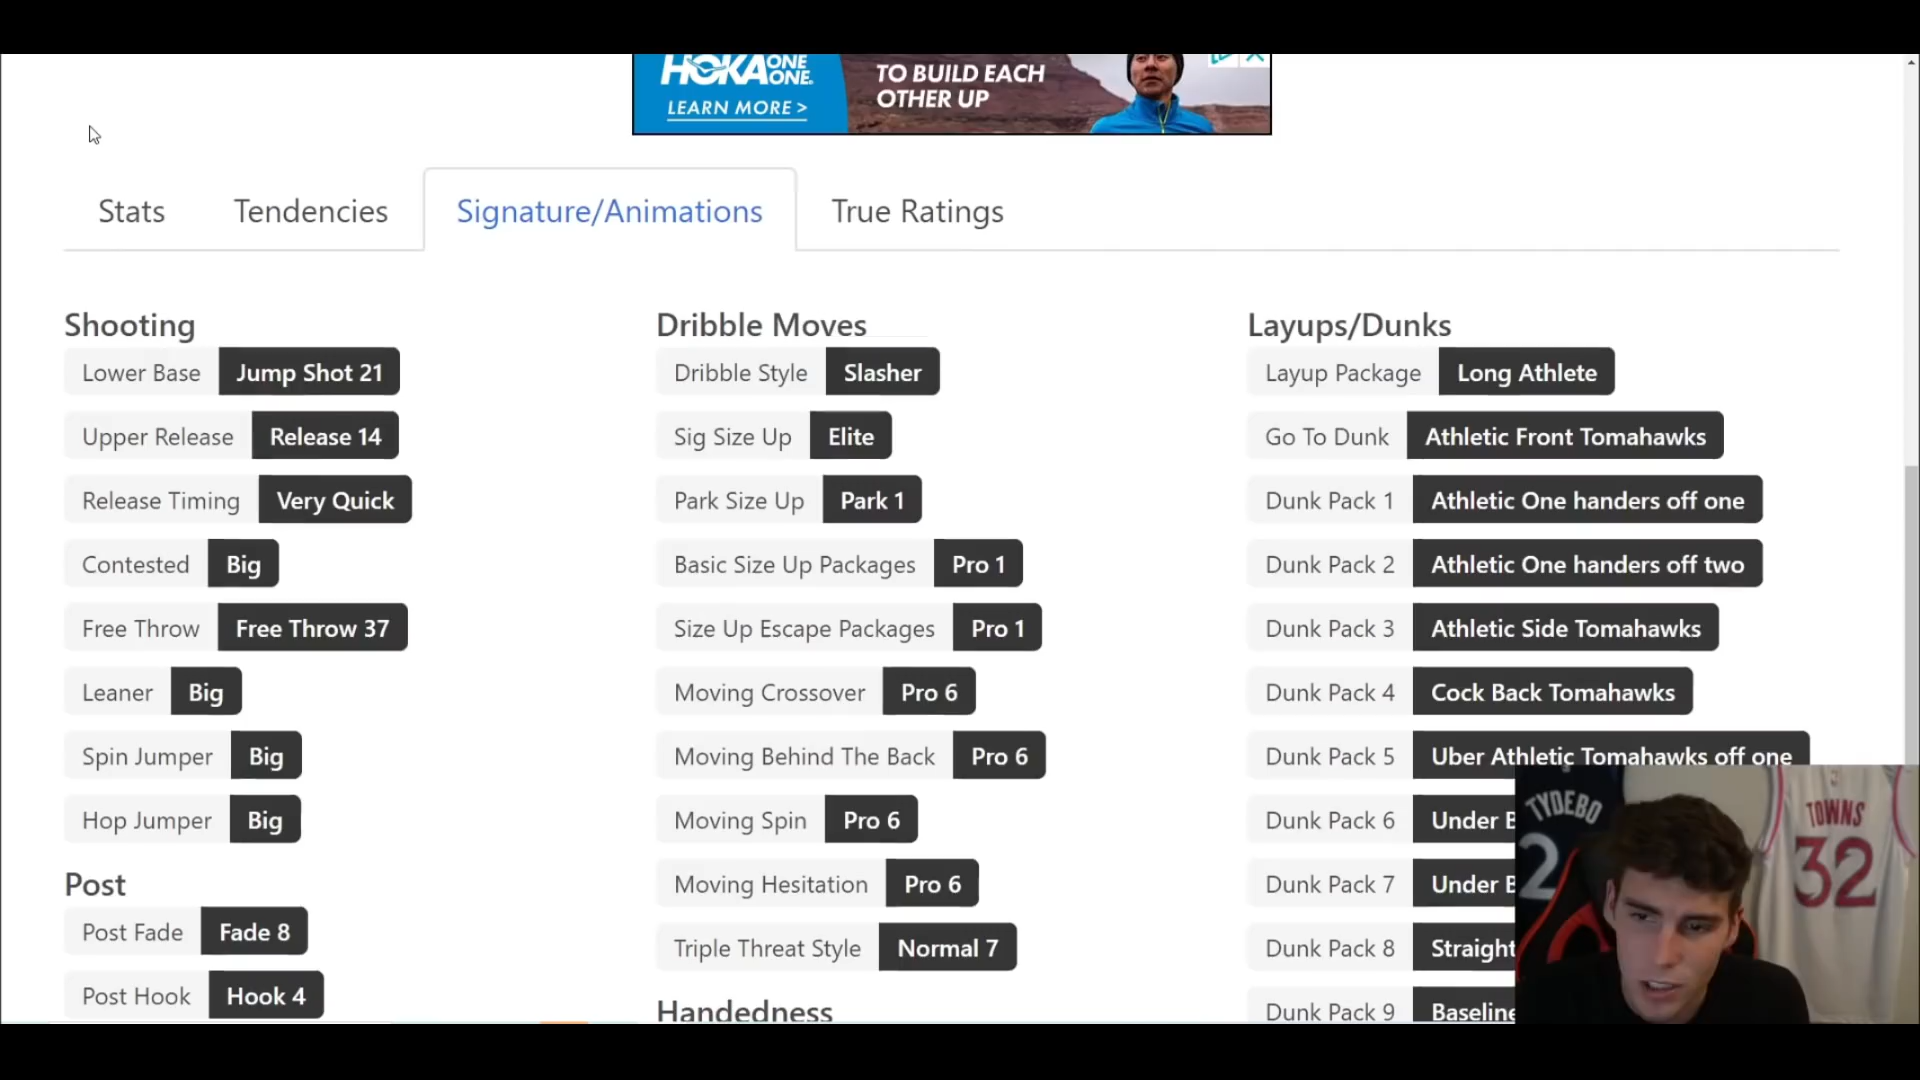 HOKA ONE ONE.
LEARN MORE >
TO BUILD EACH
OTHER UP
Stats
Tendencies
Signature/Animations
True Ratings
Shooting
Lower Base Jump Shot 21
Upper Release Release 14
Release Timing Very Quick
Contested Big
Free Throw Free Throw 37
Leaner Big
Spin Jumper Big
Hop Jumper Big
Post
Post Fade Fade 8
Post Hook Hook 4
Dribble Moves
Dribble Style Slasher
Sig Size Up Elite
Park Size Up Park 1
Basic Size Up Packages Pro 1
Size Up Escape Packages Pro 1
Moving Crossover Pro 6
Moving Behind The Back Pro 6
Moving Spin Pro 6
Moving Hesitation Pro 6
Triple Threat Style Normal 7
Handedness
Layups/Dunks
Layup Package Long Athlete
Go To Dunk Athletic Front Tomahawks
Dunk Pack 1 Athletic One handers off one
Dunk Pack 2 Athletic One handers off two
Dunk Pack 3 Athletic Side Tomahawks
Dunk Pack 4 Cock Back Tomahawks
Dunk Pack 5 Uber Athletic Tomahawks off one
Dunk Pack 6 Under B
Dunk Pack 7 Under B
Dunk Pack 8 Straight
Dunk Pack 9 Baseline
TYDEBO
2
TOWNS
32